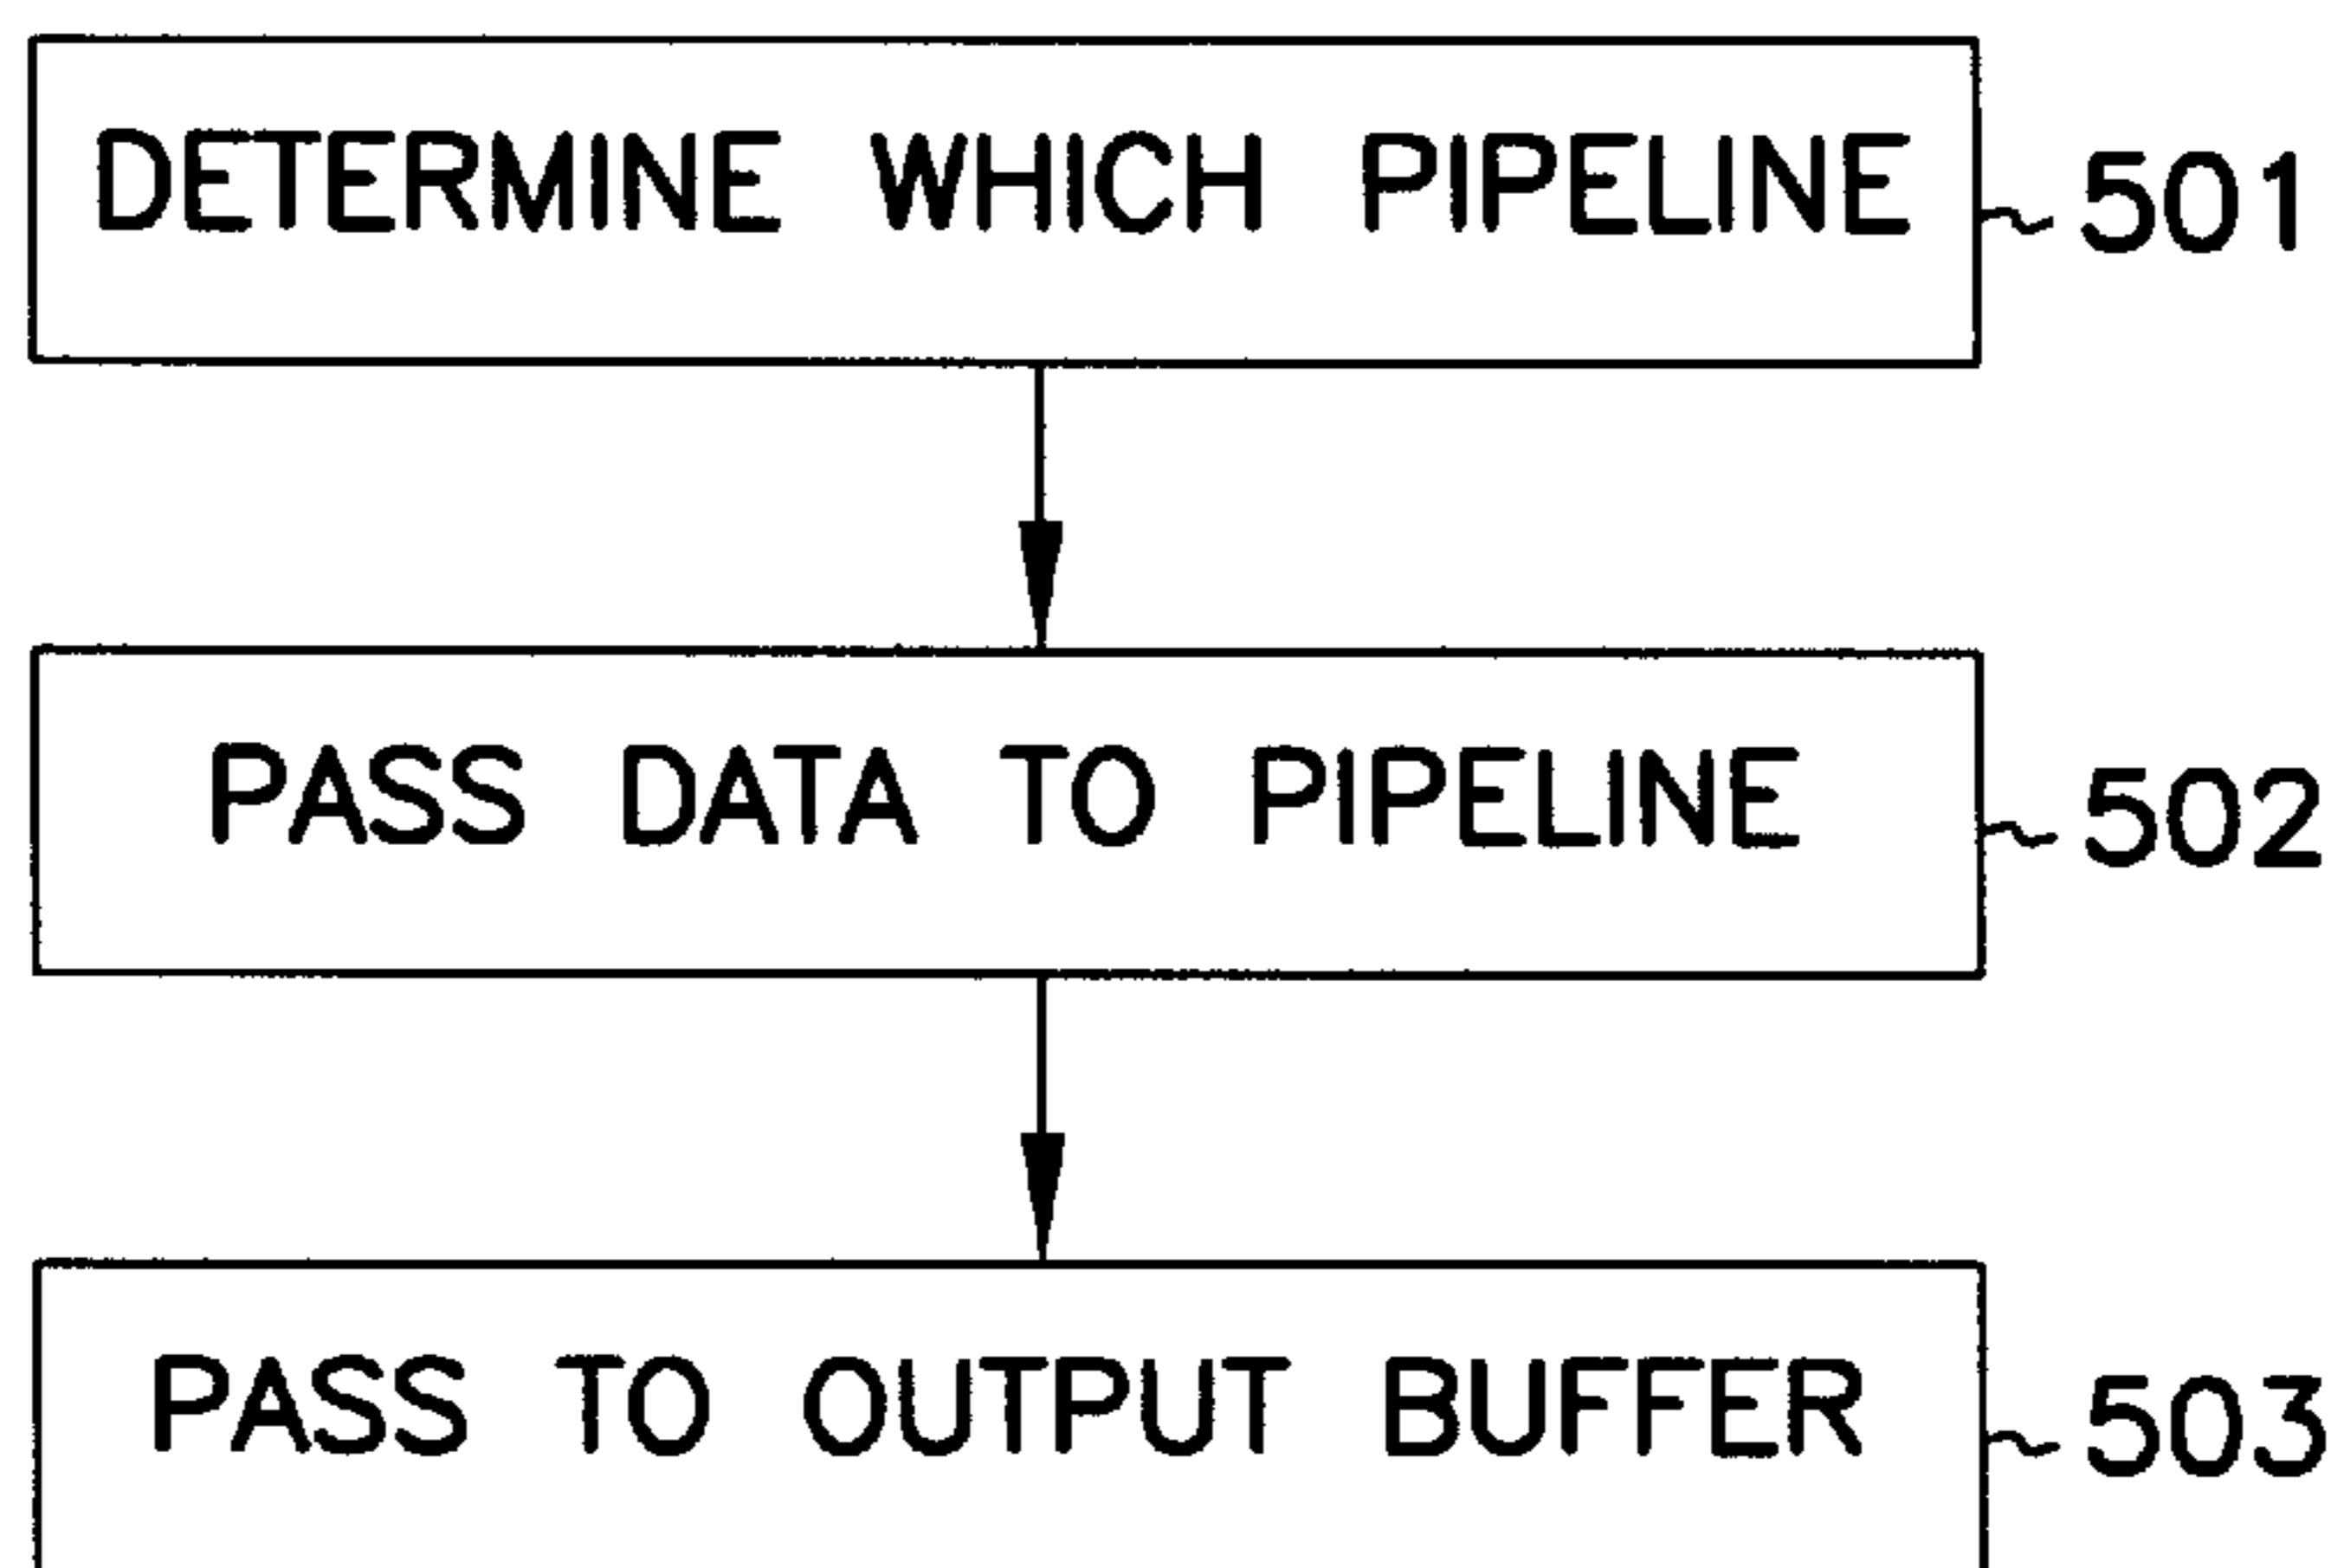 DETERMINE WHICH PIPELINE
501
PASS DATA TO PIPELINE
502
PASS TO OUTPUT BUFFER
503